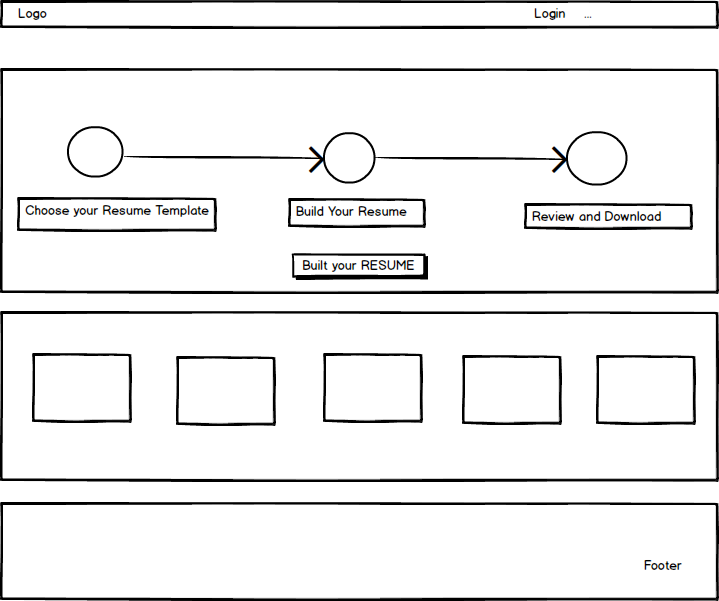 Logo
Login ...
Choose your Resume Template
Build Your Resume
Review and Download
Built your RESUME
Footer